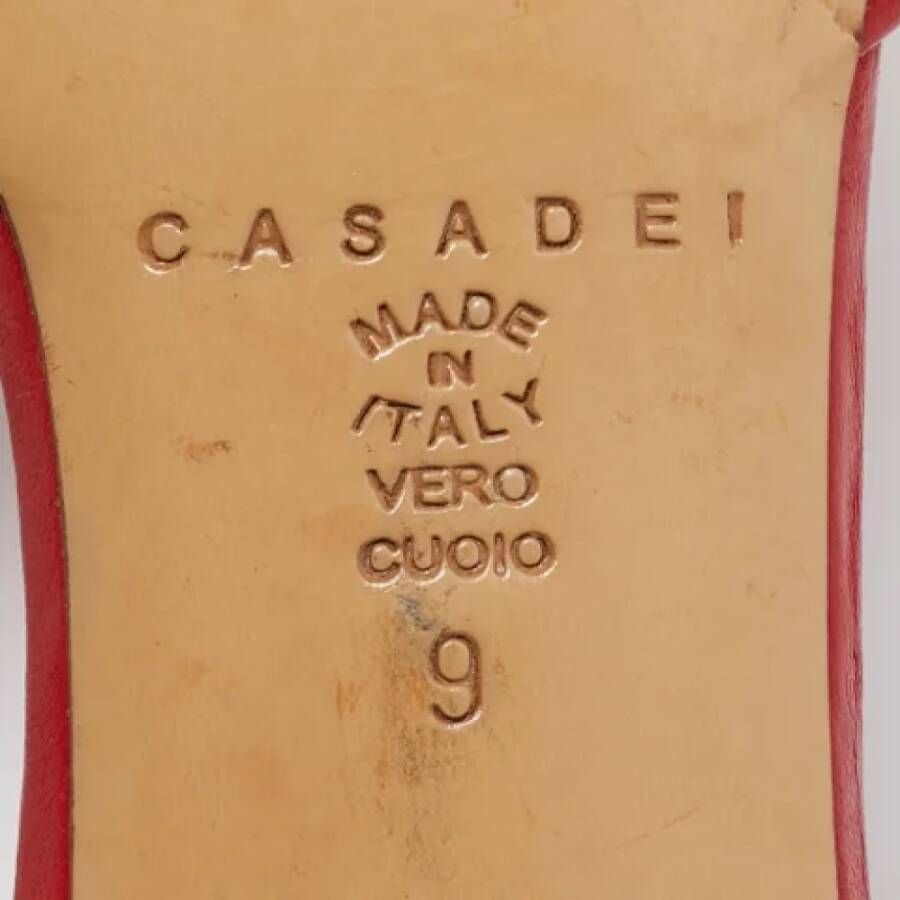 CASADEI
MADE
IN
ITALY
VERO
CUOIO
9